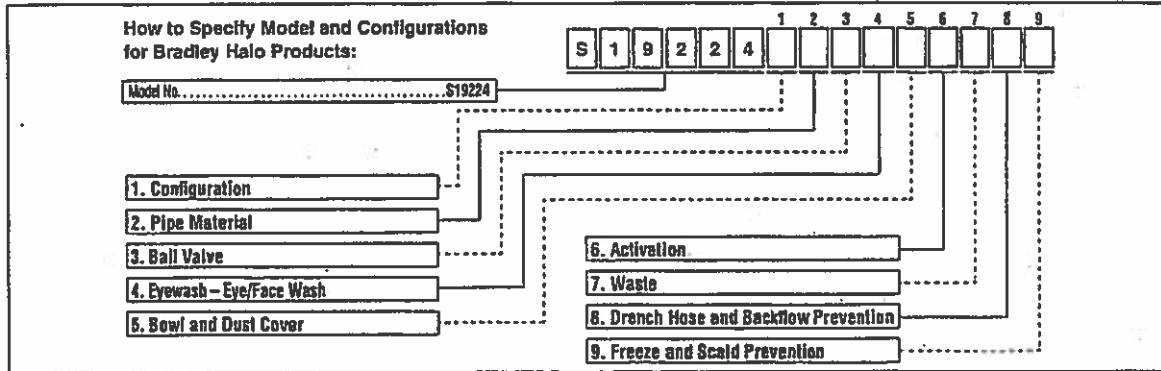 How to Specify Model and Configurations
for Bradley Halo Products:
1 2 3 4 5 6 7 8 9
S 1 9 2 2 4
Model No. ............................................S19224
1. Configuration
2. Pipe Material
3. Ball Valve
4. Eyewash – Eye/Face Wash
5. Bowl and Dust Cover
6. Activation
7. Waste
8. Drench Hose and Backflow Prevention
9. Freeze and Scald Prevention